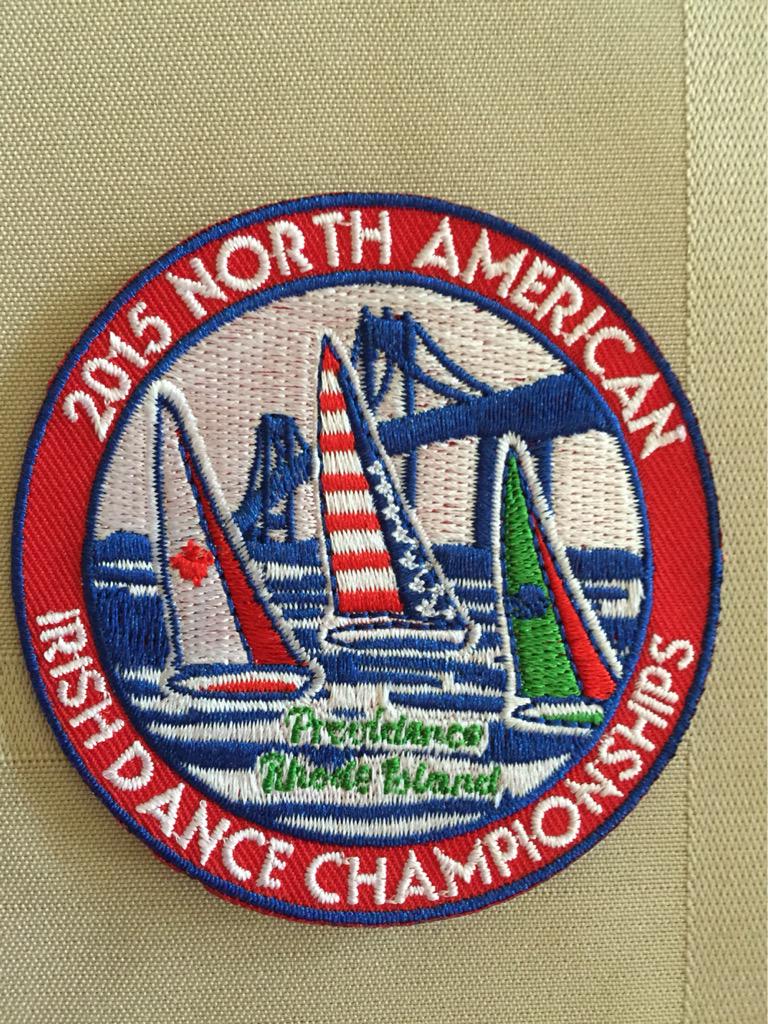 2015 NORTH AMERICAN
Providence
Rhode Island
IRISH DANCE CHAMPIONSHIPS